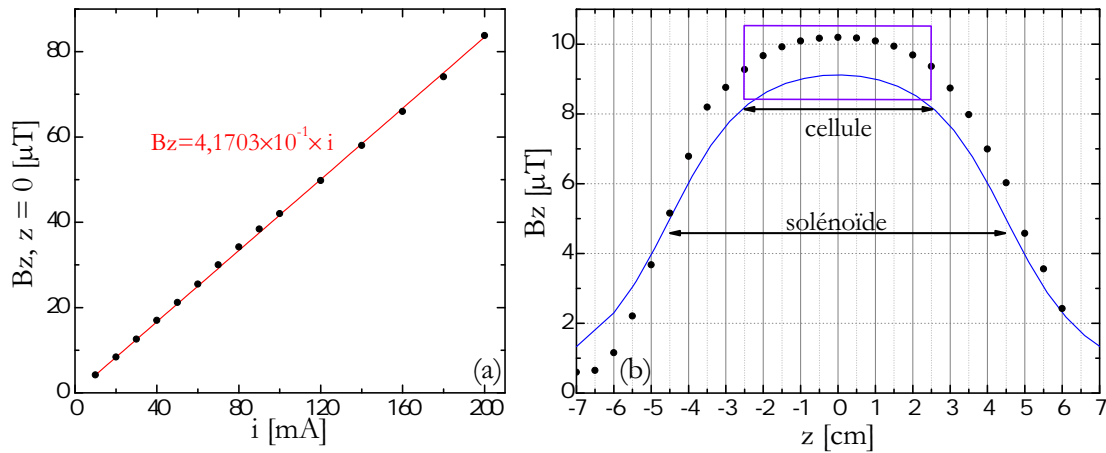 80
60
40
20
0
Bz, z = 0 [µT]
Bz=4,1703×10⁻¹× i
(a)
0 40 80 120 160 200
i [mA]
10
8
6
4
2
0
Bz [µT]
cellule
solénoïde
(b)
-7 -6 -5 -4 -3 -2 -1 0 1 2 3 4 5 6 7
z [cm]